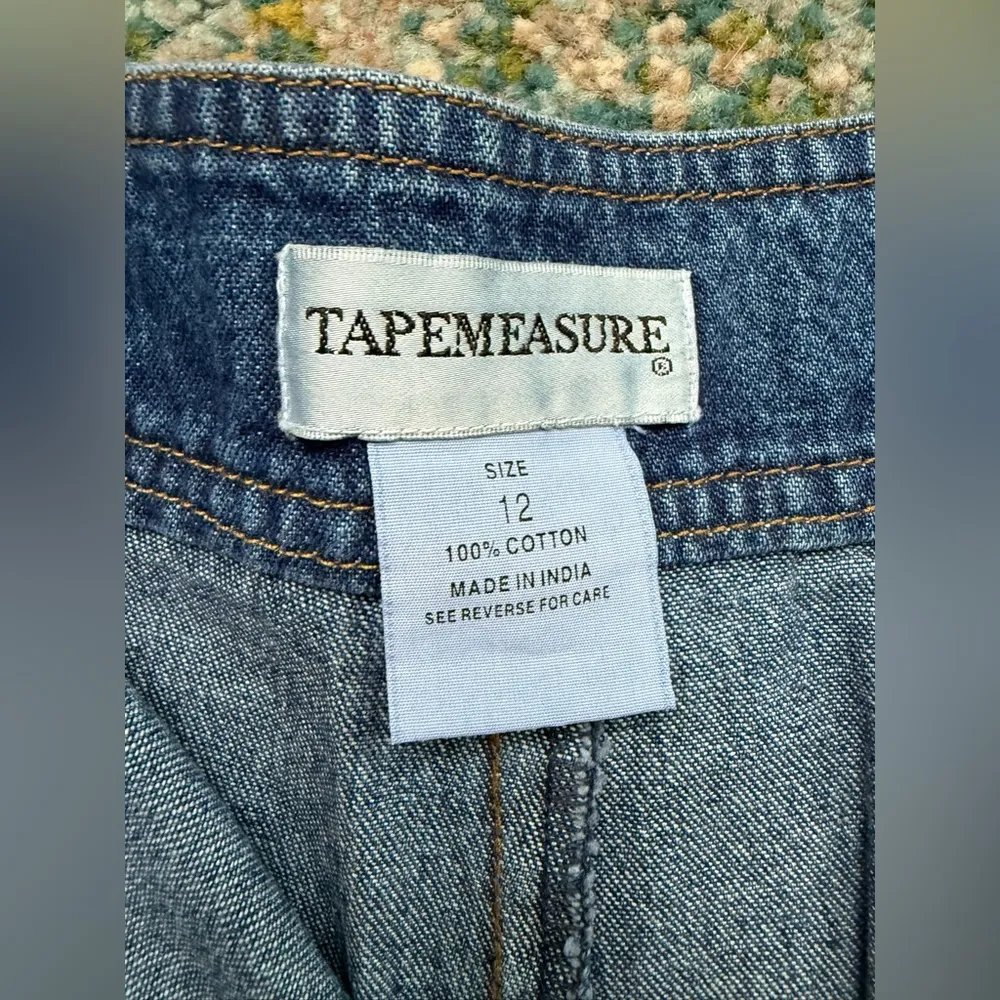 TAPEMEASURE
®
SIZE
12
100% COTTON
MADE IN INDIA
SEE REVERSE FOR CARE